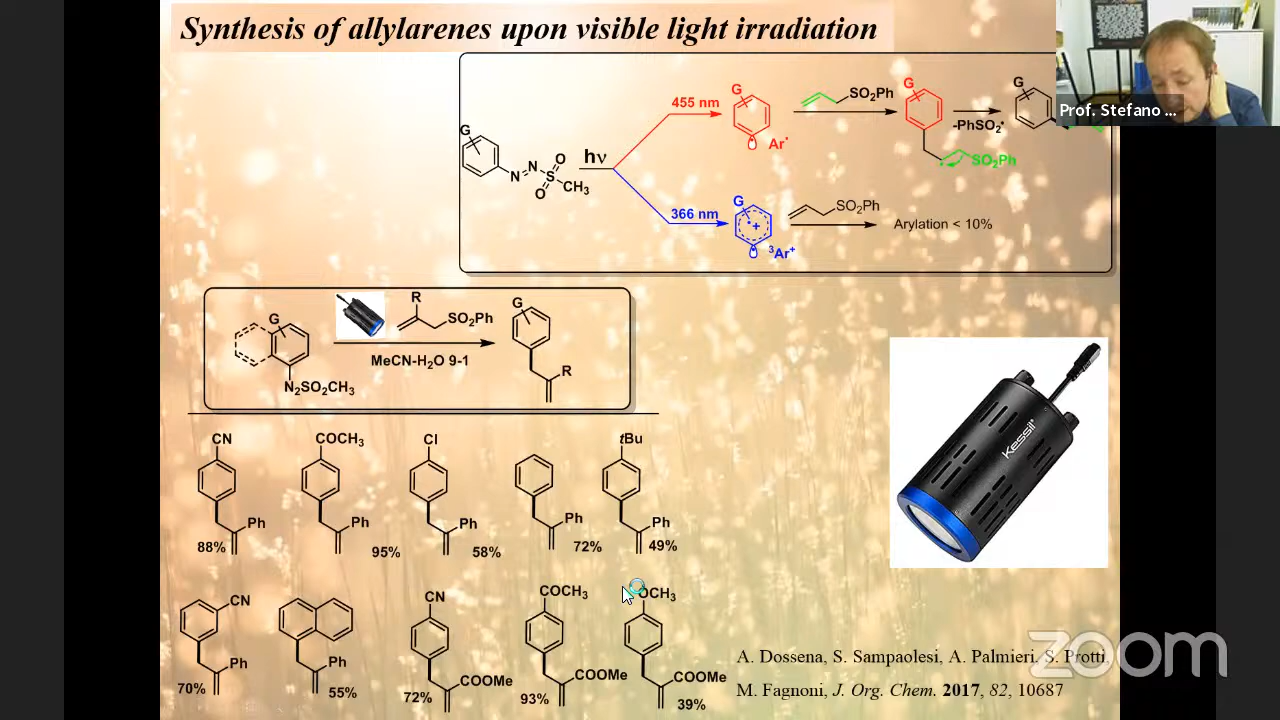 Synthesis of allylarenes upon visible light irradiation
Prof. Stefano ...
G
N
N
S
O
O
CH3
hν
455 nm
G
Ar•
SO2Ph
G
SO2Ph
-PhSO2•
G
366 nm
G
+
3Ar+
SO2Ph
Arylation < 10%
G
N2SO2CH3
R
SO2Ph
MeCN-H2O 9-1
G
R
Kessil
CN
Ph
88%
COCH3
Ph
95%
Cl
Ph
58%
Ph
72%
tBu
Ph
49%
CN
Ph
70%
Ph
55%
CN
COOMe
72%
COCH3
COOMe
93%
OCH3
COOMe
39%
A. Dossena, S. Sampaolesi, A. Palmieri, S. Protti,
M. Fagnoni, J. Org. Chem. 2017, 82, 10687
zoom